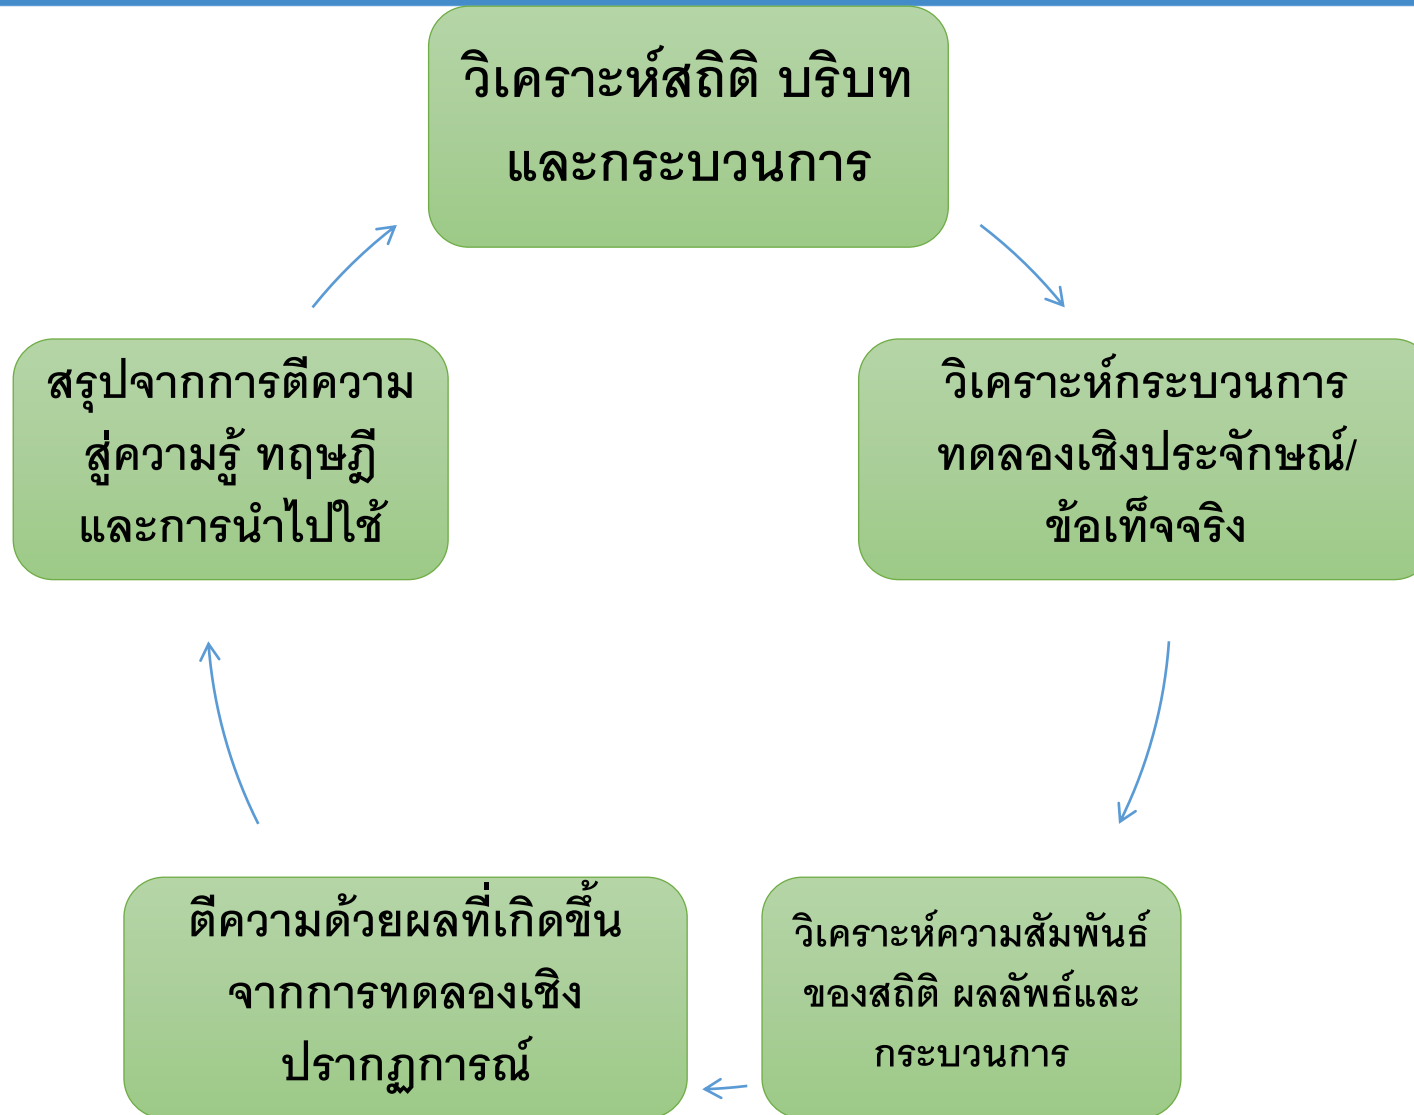 วิเคราะห์สถิติ บริบท
และกระบวนการ
วิเคราะห์กระบวนการ
ทดลองเชิงประจักษณ์/
ข้อเท็จจริง
วิเคราะห์ความสัมพันธ์
ของสถิติ ผลลัพธ์และ
กระบวนการ
ตีความด้วยผลที่เกิดขึ้น
จากการทดลองเชิง
ปรากฏการณ์
สรุปจากการตีความ
สู่ความรู้ ทฤษฎี
และการนำไปใช้